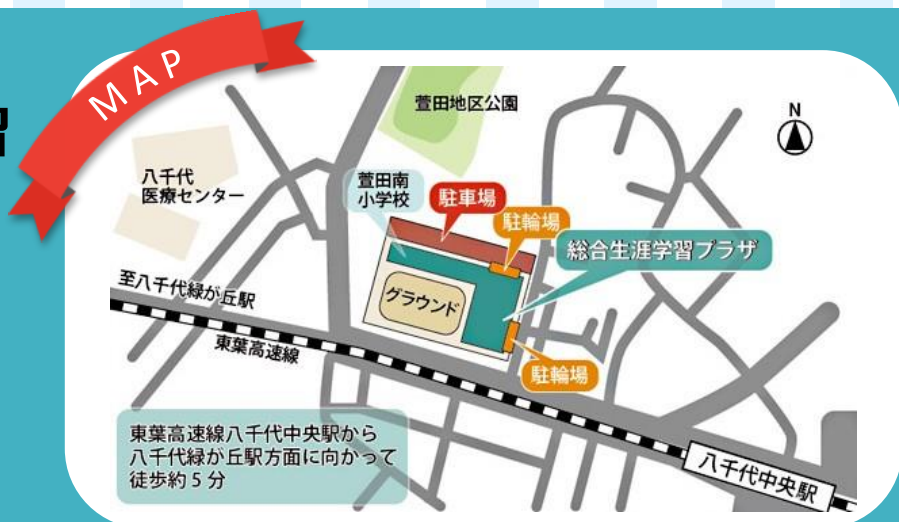 MAP
萱田地区公園
N
八千代
医療センター
萱田南
小学校
駐車場
駐輪場
総合生涯学習プラザ
グラウンド
至八千代緑が丘駅
東葉高速線
駐輪場
東葉高速線八千代中央駅から
八千代緑が丘駅方面に向かって
徒歩約5分
八千代中央駅